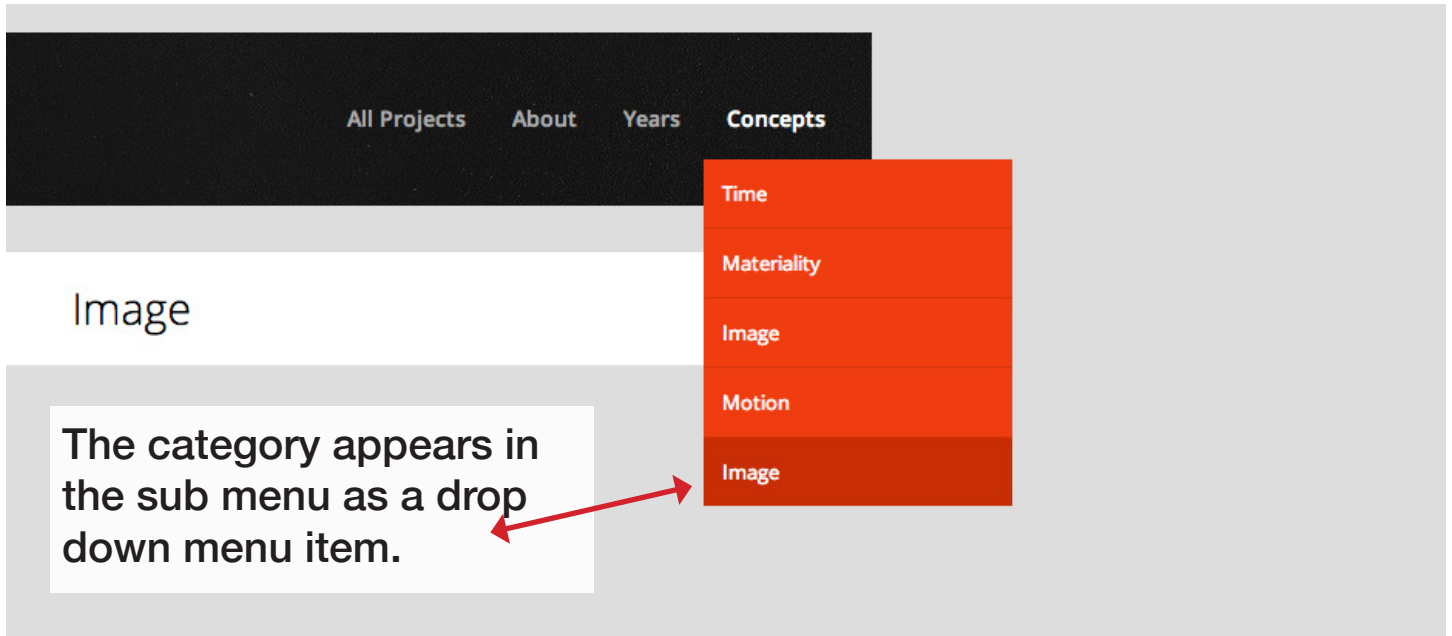 All Projects About Years Concepts
Time
Materiality
Image
Image
Motion
Image
The category appears in
the sub menu as a drop
down menu item.